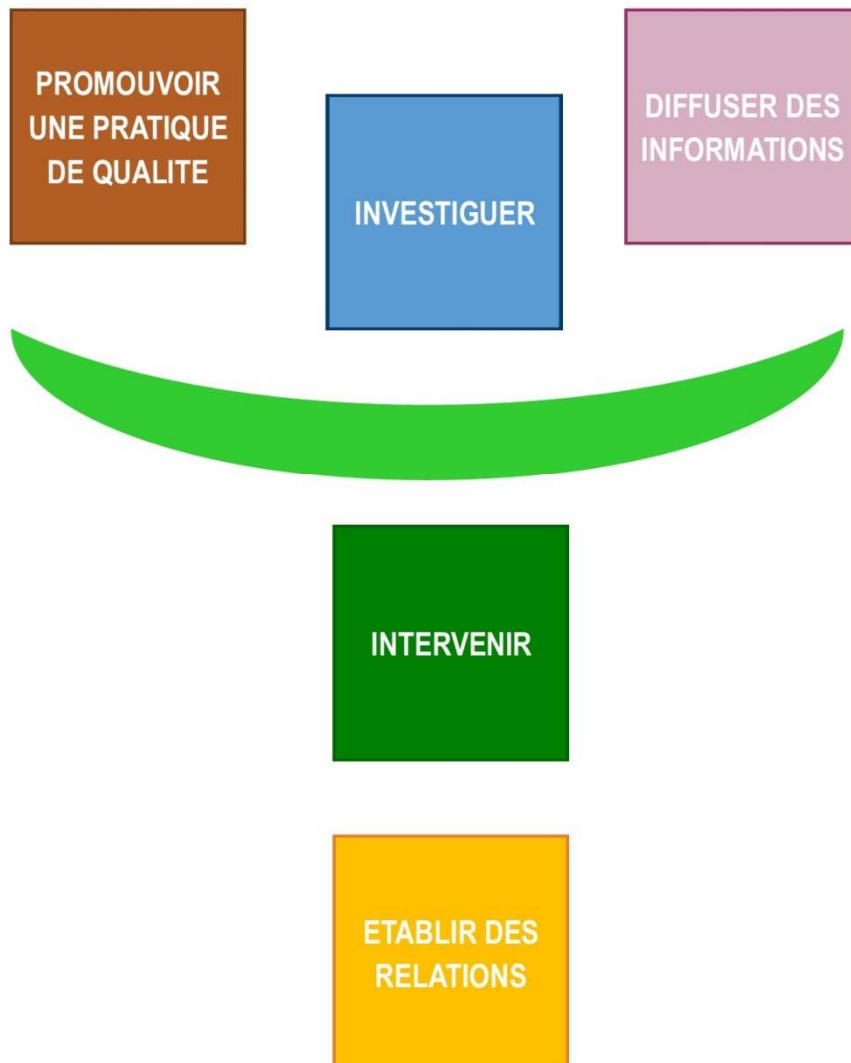 PROMOUVOIR
UNE PRATIQUE
DE QUALITE
INVESTIGUER
DIFFUSER DES
INFORMATIONS
INTERVENIR
ETABLIR DES
RELATIONS